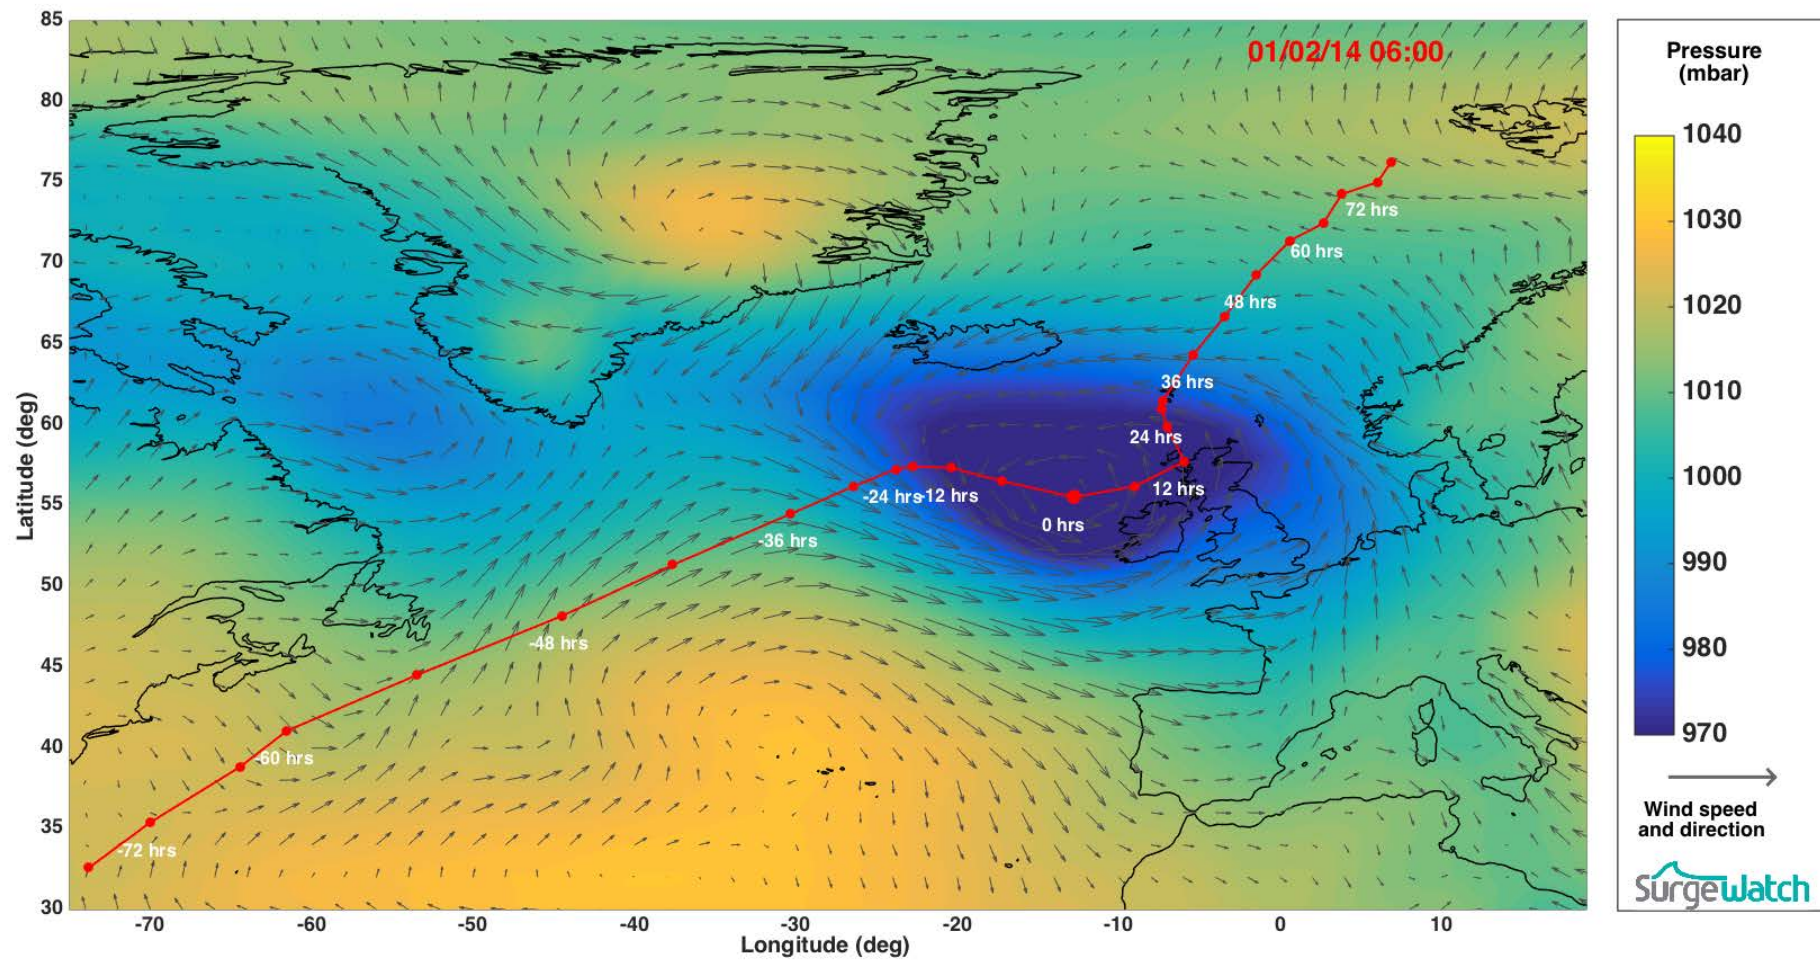 01/02/14 06:00
85
80
75
70
65
60
55
50
45
40
35
30
Latitude (deg)
-70
-60
-50
-40
-30
-20
-10
0
10
Longitude (deg)
72 hrs
60 hrs
48 hrs
36 hrs
24 hrs
12 hrs
0 hrs
-12 hrs
-24 hrs
-36 hrs
-48 hrs
-60 hrs
-72 hrs
Pressure
(mbar)
1040
1030
1020
1010
1000
990
980
970
Wind speed
and direction
Surgewatch